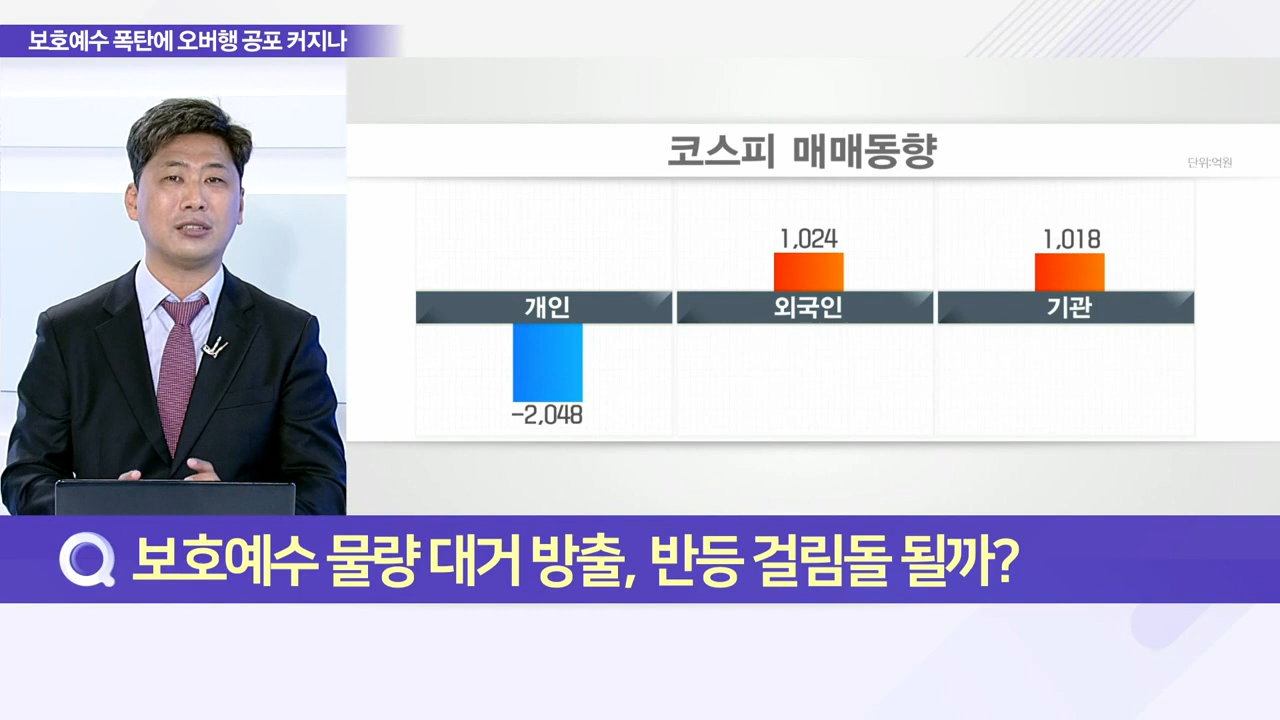 보호예수 폭탄에 오버행 공포 커지나
코스피 매매동향
단위:억원
1,024
1,018
개인
외국인
기관
-2,048
보호예수 물량 대거 방출, 반등 걸림돌 될까?